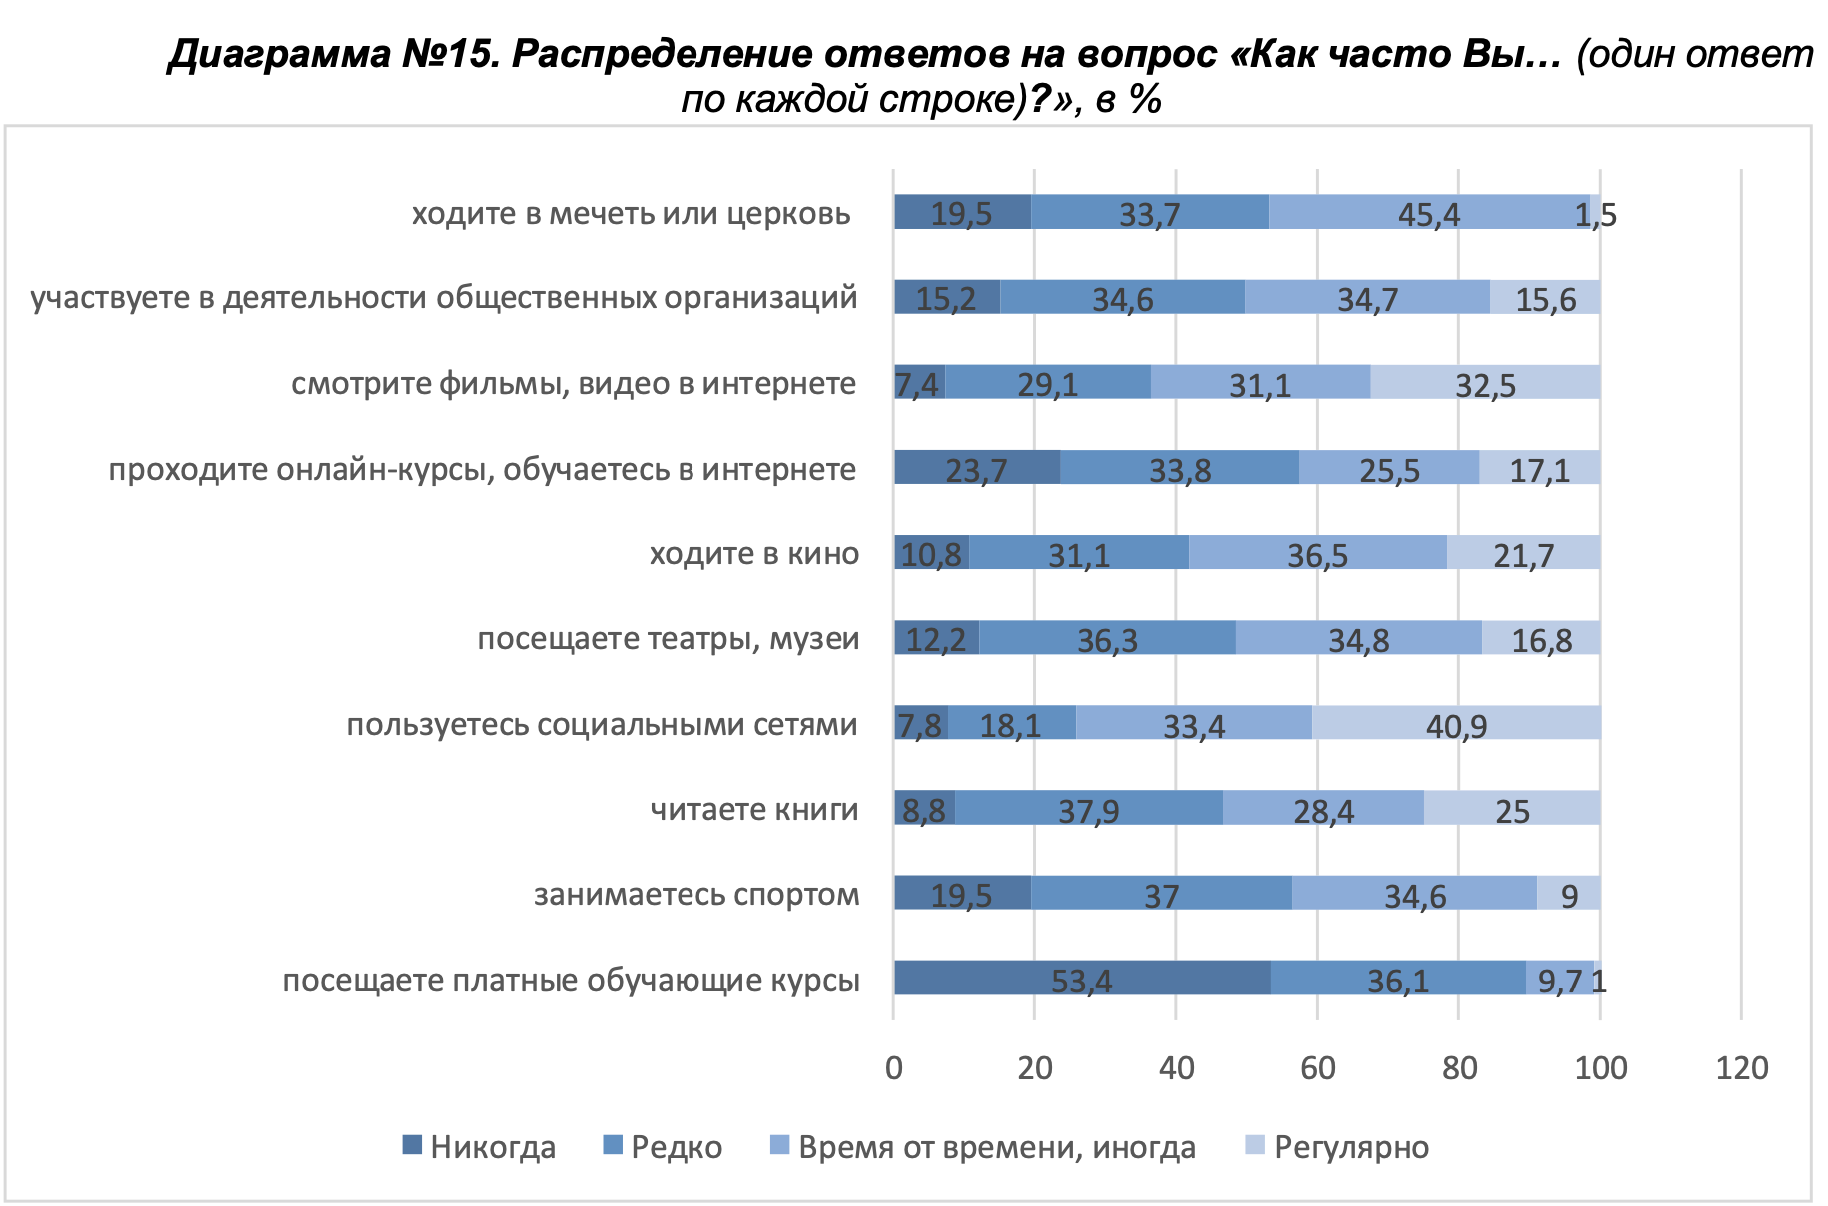 Диаграмма №15. Распределение ответов на вопрос «Как часто Вы… (один ответ
по каждой строке)?», в %
ходите в мечеть или церковь 19,5 33,7 45,4 1,5
участвуете в деятельности общественных организаций 15,2 34,6 34,7 15,6
смотрите фильмы, видео в интернете 7,4 29,1 31,1 32,5
проходите онлайн-курсы, обучаетесь в интернете 23,7 33,8 25,5 17,1
ходите в кино 10,8 31,1 36,5 21,7
посещаете театры, музеи 12,2 36,3 34,8 16,8
пользуетесь социальными сетями 7,8 18,1 33,4 40,9
читаете книги 8,8 37,9 28,4 25
занимаетесь спортом 19,5 37 34,6 9
посещаете платные обучающие курсы 53,4 36,1 9,7 1
0 20 40 60 80 100 120
Никогда Редко Время от времени, иногда Регулярно